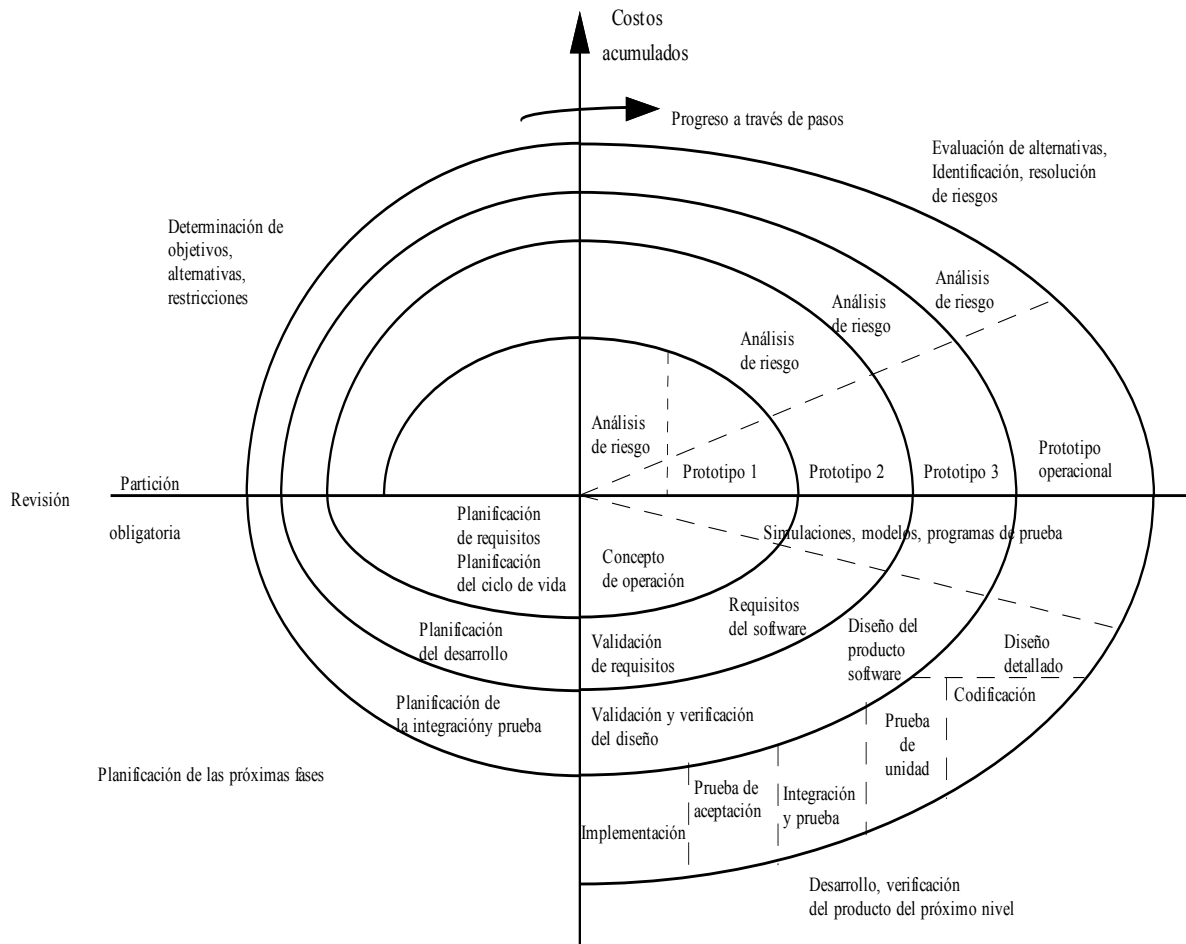 Costos
acumulados
Progreso a través de pasos
Evaluación de alternativas,
Identificación, resolución
de riesgos
Determinación de
objetivos,
alternativas,
restricciones
Análisis
de riesgo
Análisis
de riesgo
Análisis
de riesgo
Análisis
de riesgo
Prototipo 1
Prototipo 2
Prototipo 3
Prototipo
operacional
Revisión
Partición
obligatoria
Simulaciones, modelos, programas de prueba
Planificación
de requisitos
Planificación
del ciclo de vida
Concepto
de operación
Planificación
del desarrollo
Validación
de requisitos
Requisitos
del software
Diseño del
producto
software
Diseño
detallado
Codificación
Planificación de
la integracióny prueba
Validación y verificación
del diseño
Prueba
de
unidad
Planificación de las próximas fases
Prueba de
aceptación
Integración
y prueba
Implementación
Desarrollo, verificación
del producto del próximo nivel